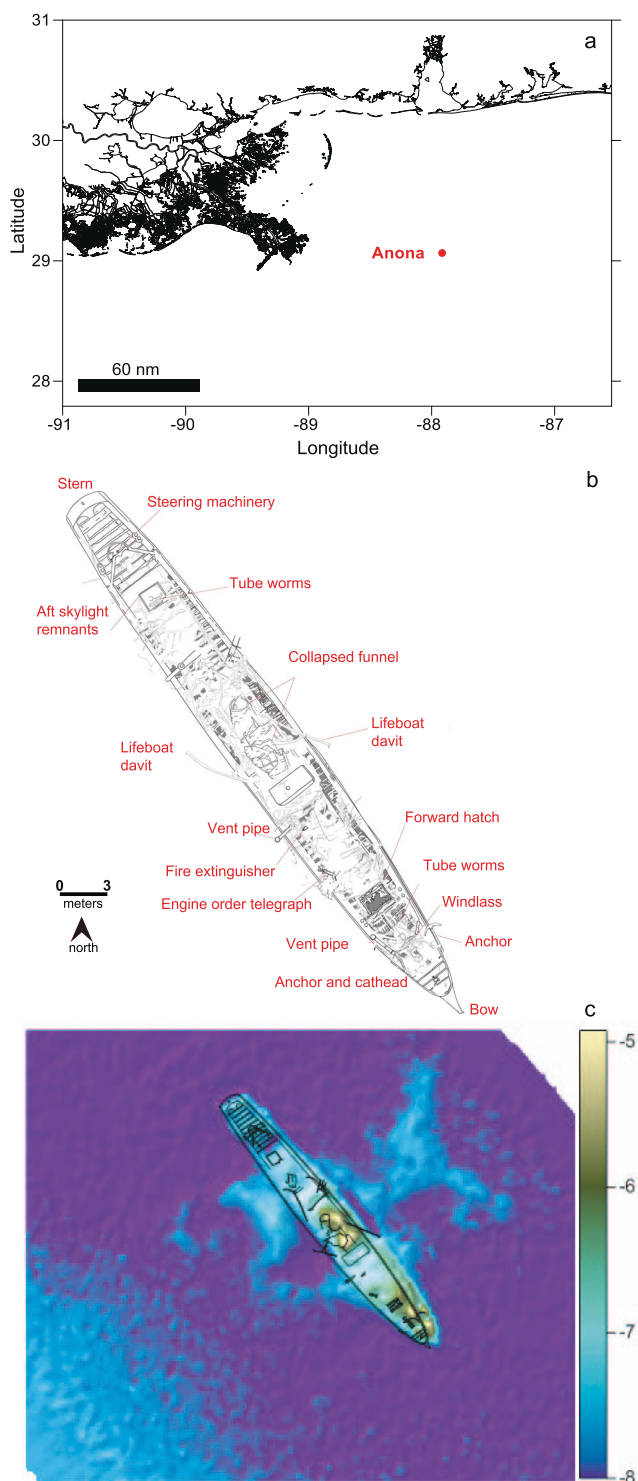 31
a
30
Latitude
29
Anona
28
60 nm
-91
-90
-89
-88
-87
Longitude
b
Stern
Steering machinery
Tube worms
Aft skylight
remnants
Collapsed funnel
Lifeboat
davit
Lifeboat
davit
Forward hatch
Vent pipe
Fire extinguisher
Tube worms
0 3
meters
Engine order telegraph
Windlass
north
Vent pipe
Anchor
Anchor and cathead
Bow
c
-5
-6
-7
-8